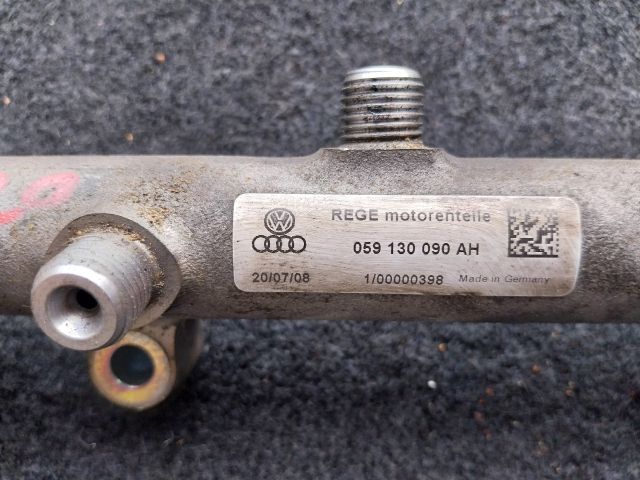 REGE motorenteile
059 130 090 AH
20/07/08 1/00000398 Made in Germany